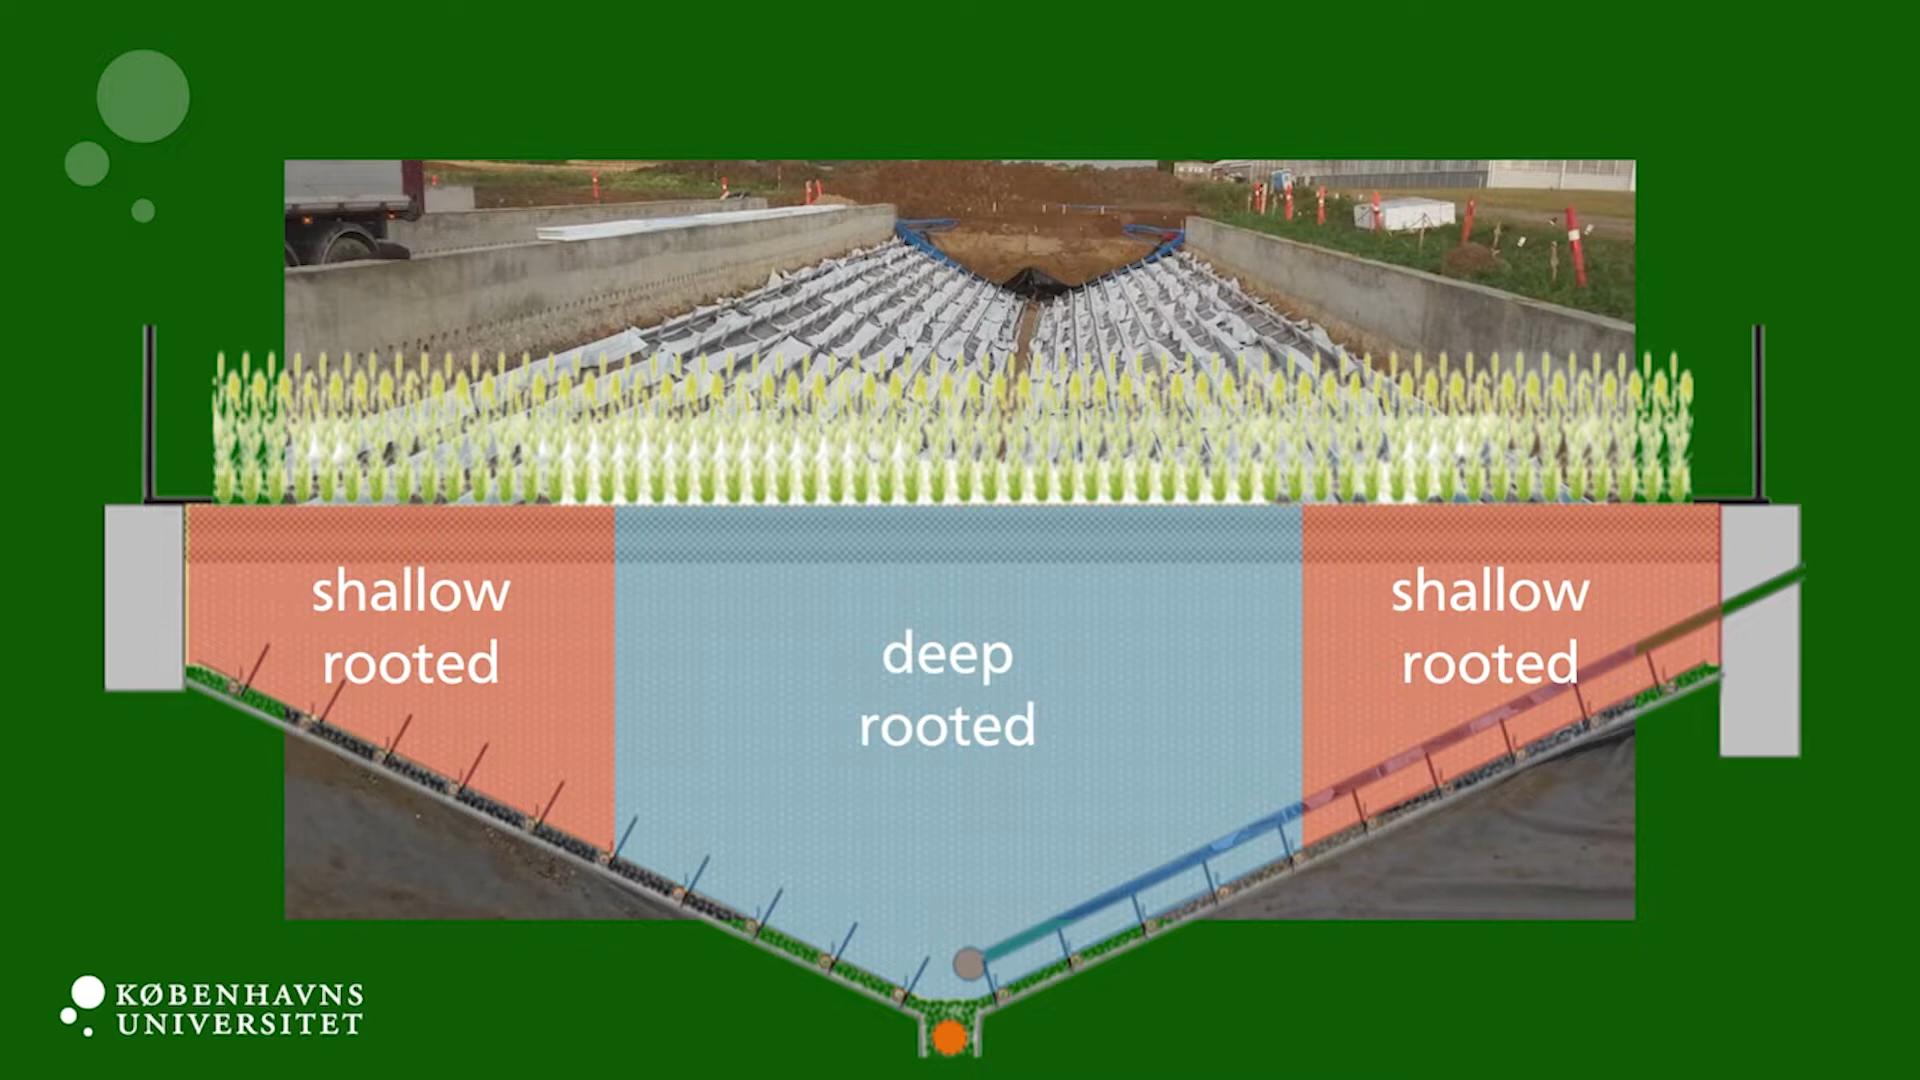 shallow
rooted
deep
rooted
shallow
rooted
KØBENHAVNS
UNIVERSITET